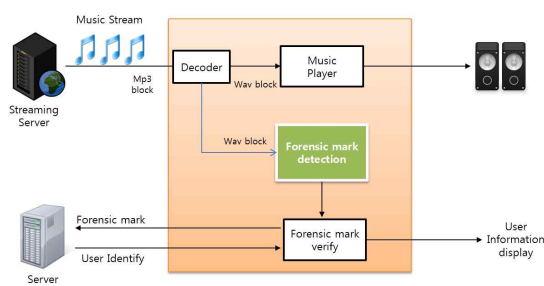 Music Stream
Mp3
block
Streaming
Server
Decoder
Wav block
Music
Player
Wav block
Forensic mark
detection
Forensic mark
User Identify
Server
Forensic mark
verify
User
Information
display